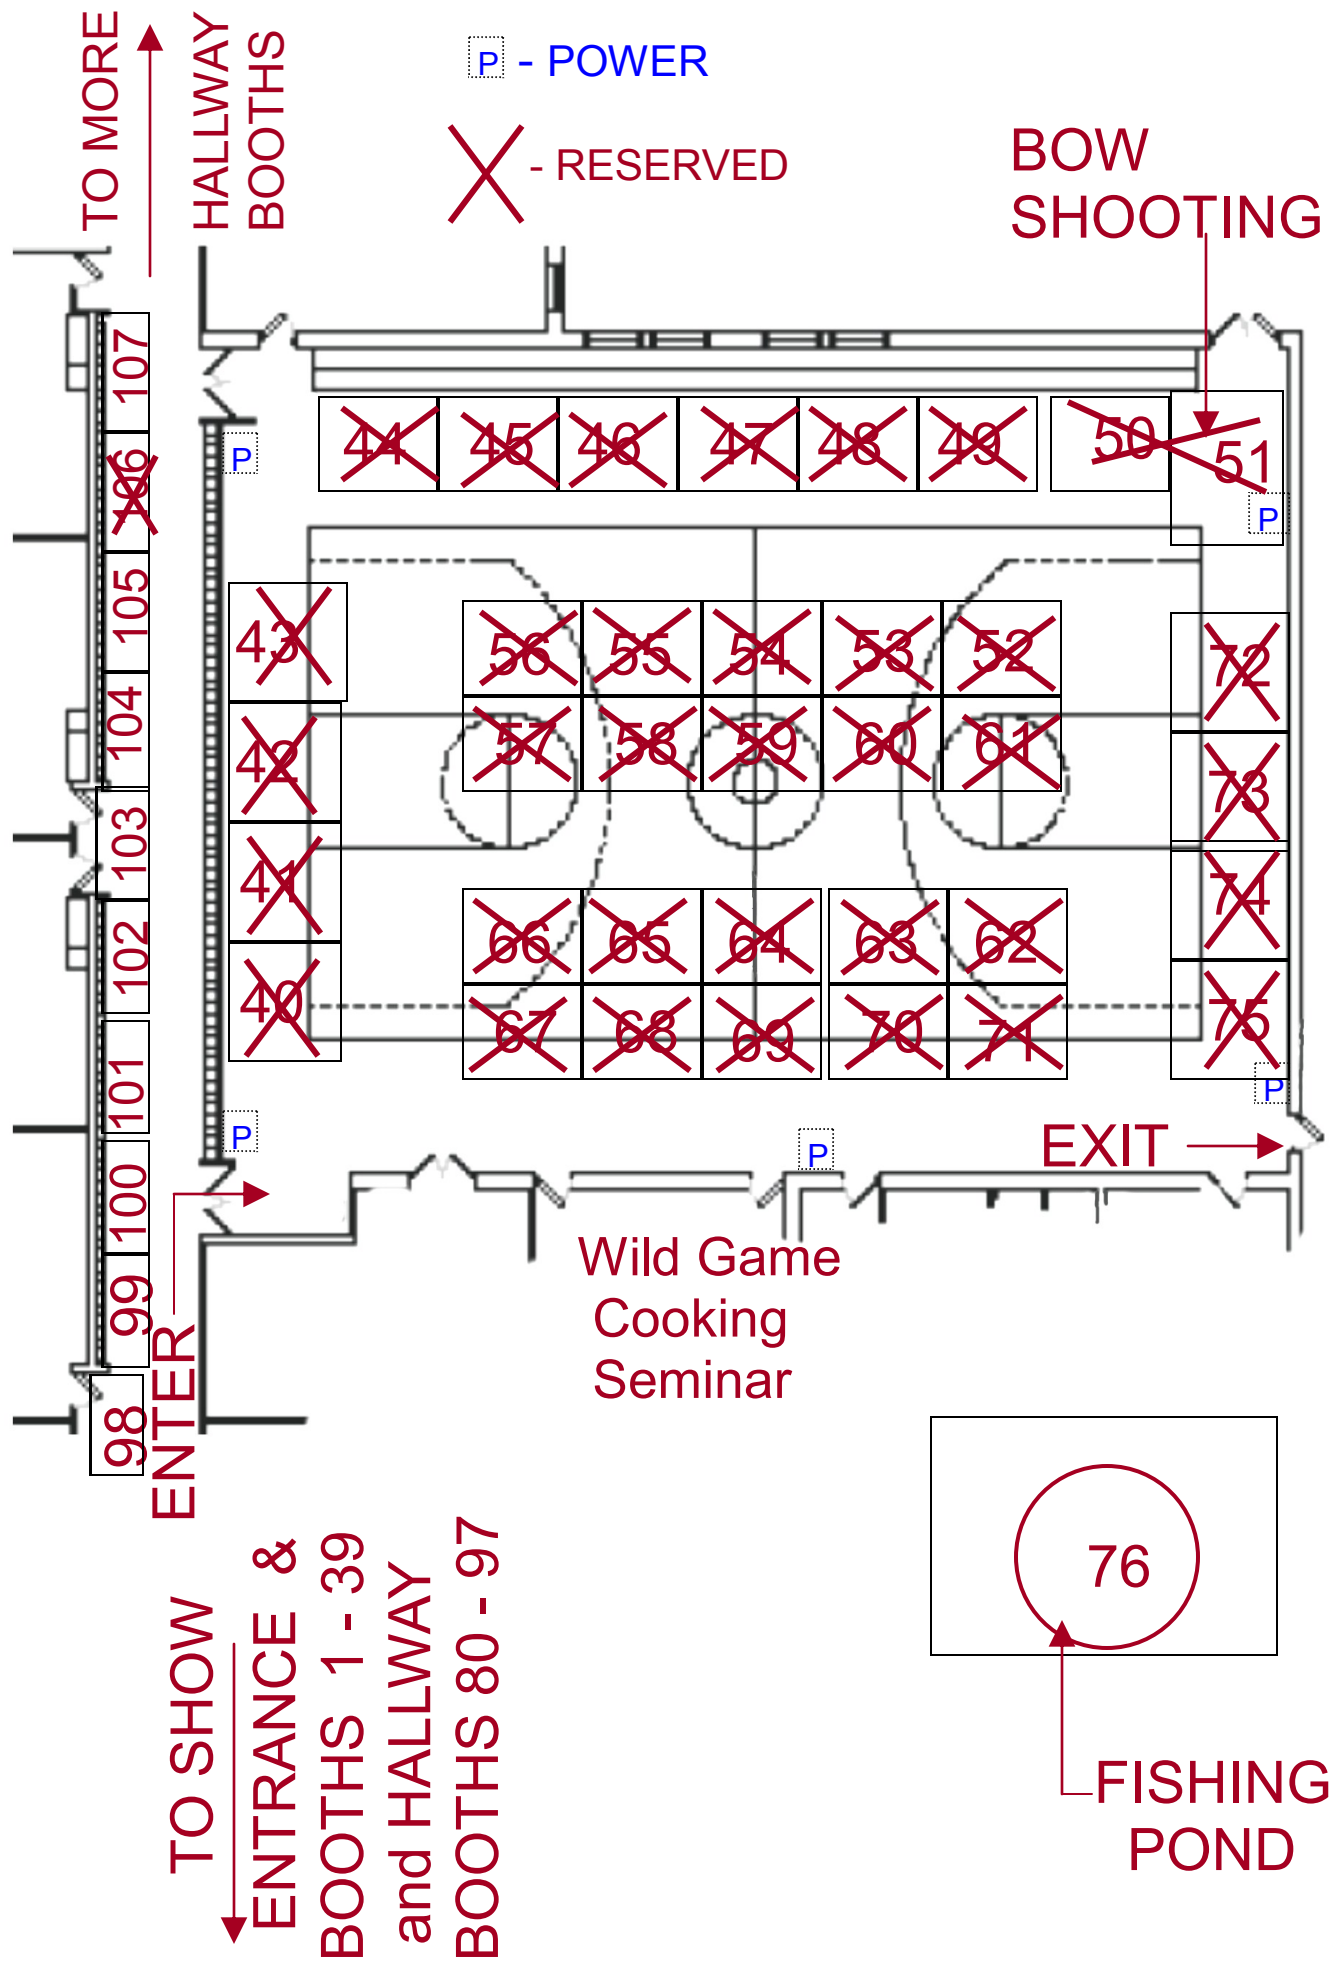 TO MORE
HALLWAY
BOOTHS
P - POWER
- RESERVED
BOW
SHOOTING
107
106
105
104
103
102
101
100
99
98
P
44
45
46
47
48
49
50
51
P
43
42
41
40
56
55
54
53
52
57
58
59
60
61
72
73
74
75
66
65
64
63
62
67
68
69
70
71
P
P
P
EXIT
ENTER
Wild Game
Cooking
Seminar
76
FISHING
POND
TO SHOW
ENTRANCE &
BOOTHS 1 - 39
and HALLWAY
BOOTHS 80 - 97